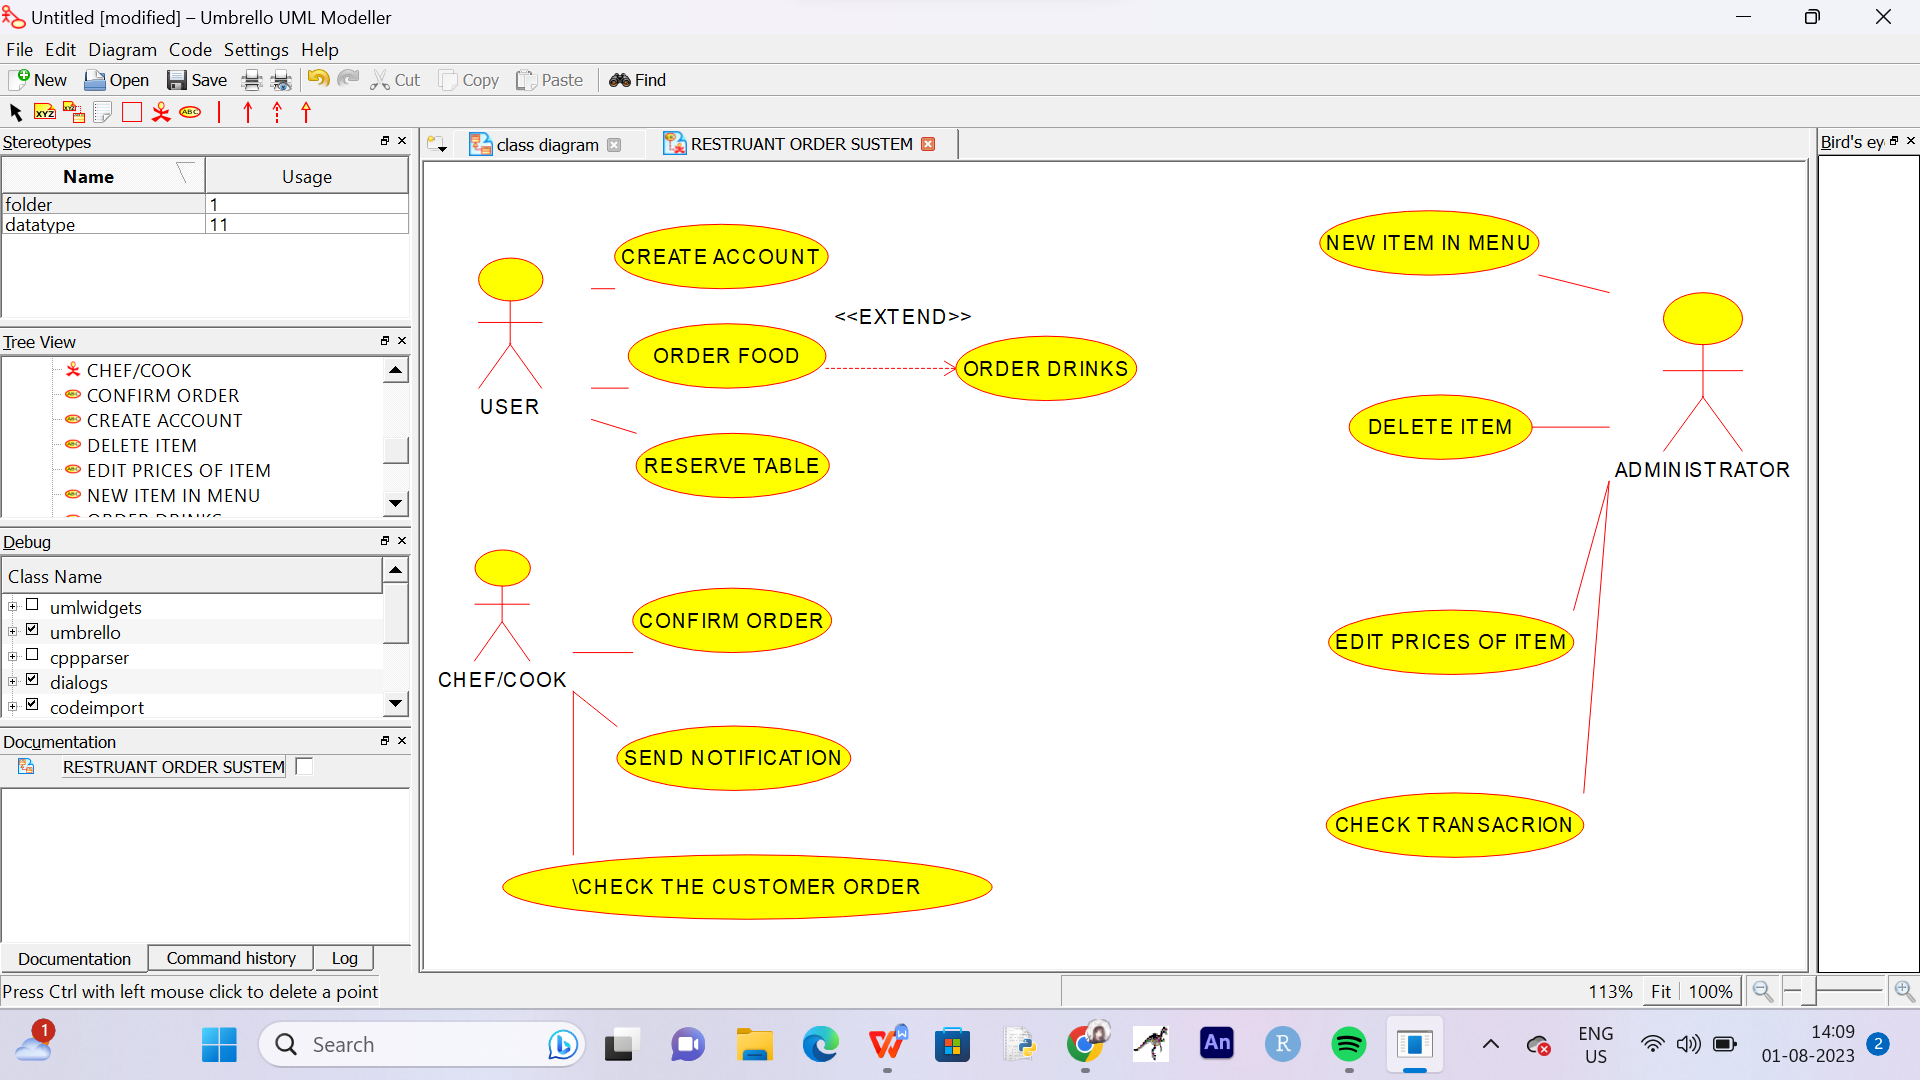 Untitled [modified] – Umbrello UML Modeller
File Edit Diagram Code Settings Help
New Open Save Cut Copy Paste Find
XYZ XYZ ABC
Stereotypes
Name Usage
folder 1
datatype 11
Tree View
CHEF/COOK
CONFIRM ORDER
CREATE ACCOUNT
DELETE ITEM
EDIT PRICES OF ITEM
NEW ITEM IN MENU
ORDER DRINKS
Debug
Class Name
umlwidgets
umbrello
cppparser
dialogs
codeimport
Documentation
RESTRUANT ORDER SUSTEM
Documentation Command history Log
Press Ctrl with left mouse click to delete a point
class diagram RESTRUANT ORDER SUSTEM
CREATE ACCOUNT
<<EXTEND>>
ORDER FOOD
ORDER DRINKS
USER
RESERVE TABLE
CONFIRM ORDER
CHEF/COOK
SEND NOTIFICATION
\CHECK THE CUSTOMER ORDER
NEW ITEM IN MENU
DELETE ITEM
ADMINISTRATOR
EDIT PRICES OF ITEM
CHECK TRANSACRION
Bird's ey
113% Fit 100%
1
Search
W
An
R
ENG
US
14:09
01-08-2023
2